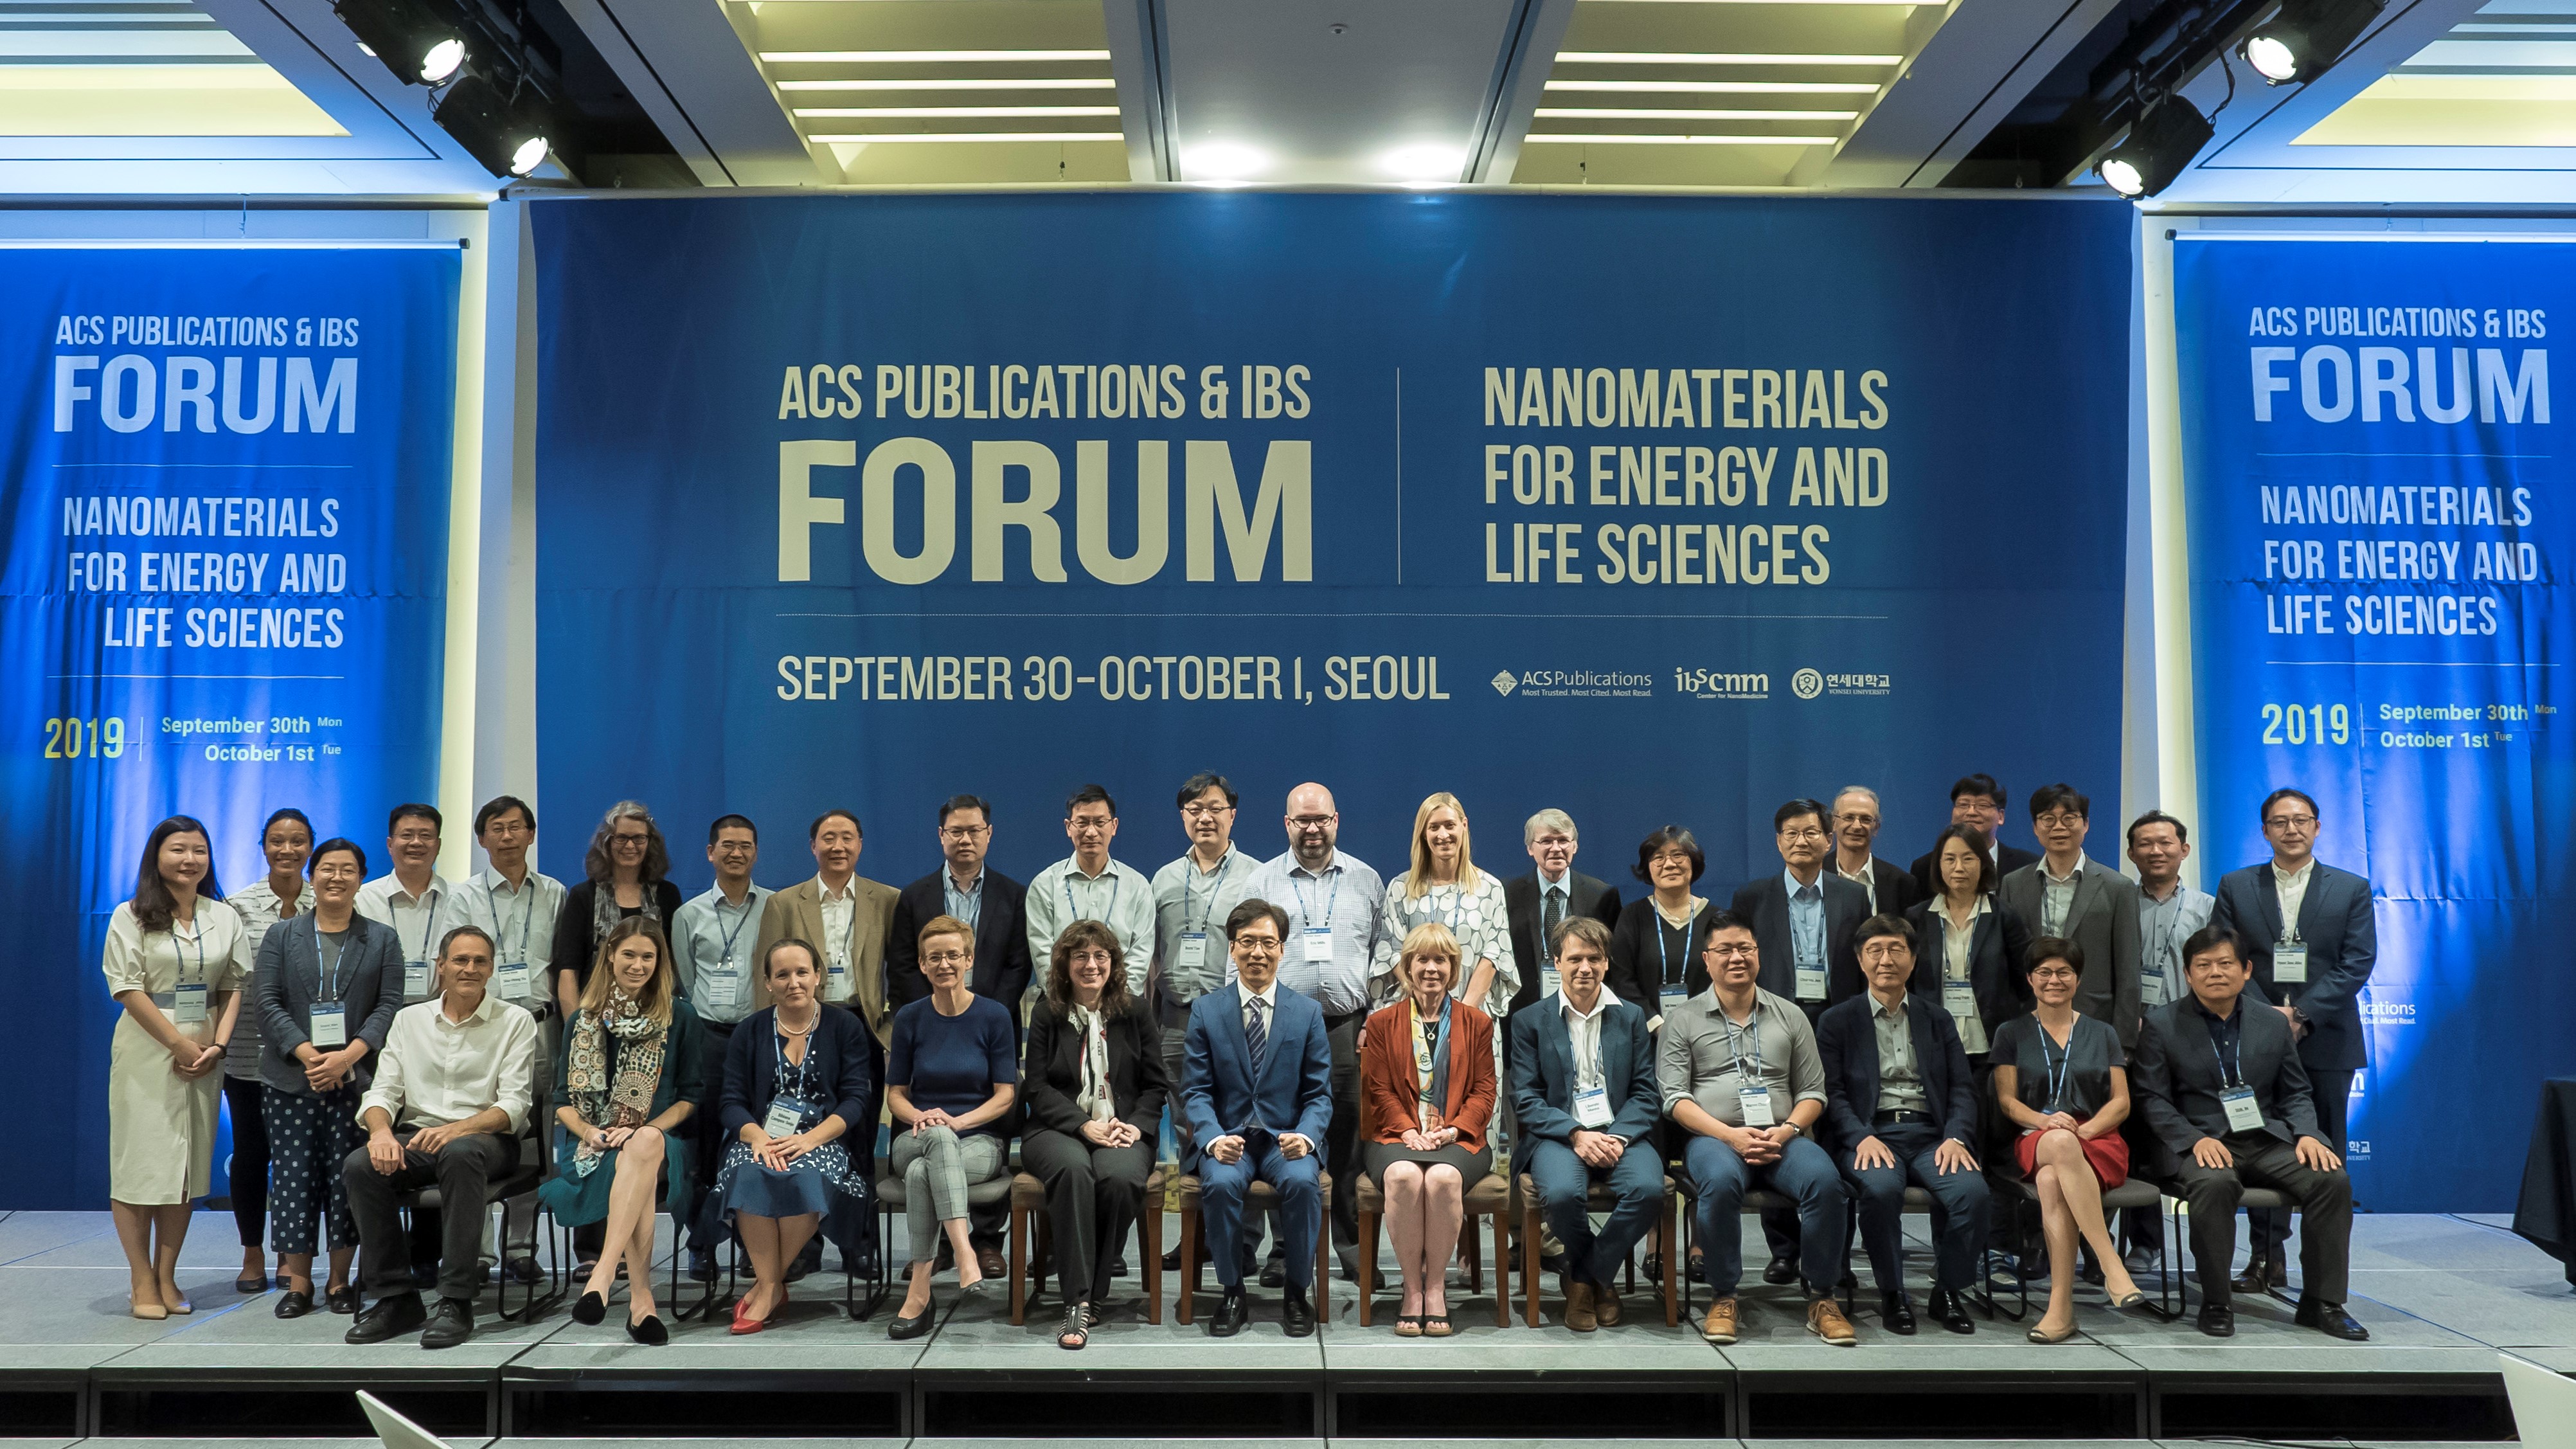 ACS PUBLICATIONS & IBS
FORUM
NANOMATERIALS
FOR ENERGY AND
LIFE SCIENCES
2019
September 30th Mon
October 1st Tue
ACS PUBLICATIONS & IBS
FORUM
NANOMATERIALS
FOR ENERGY AND
LIFE SCIENCES
SEPTEMBER 30-OCTOBER 1, SEOUL
ACS Publications
Most Trusted. Most Cited. Most Read.
ibs cnm
Center for NanoMedicine
연세대학교
YONSEI UNIVERSITY
ACS PUBLICATIONS & IBS
FORUM
NANOMATERIALS
FOR ENERGY AND
LIFE SCIENCES
2019
September 30th Mon
October 1st Tue